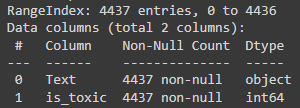 RangeIndex: 4437 entries, 0 to 4436
Data columns (total 2 columns):
 #   Column    Non-Null Count  Dtype
---  ------    --------------  -----
 0   Text      4437 non-null   object
 1   is_toxic  4437 non-null   int64